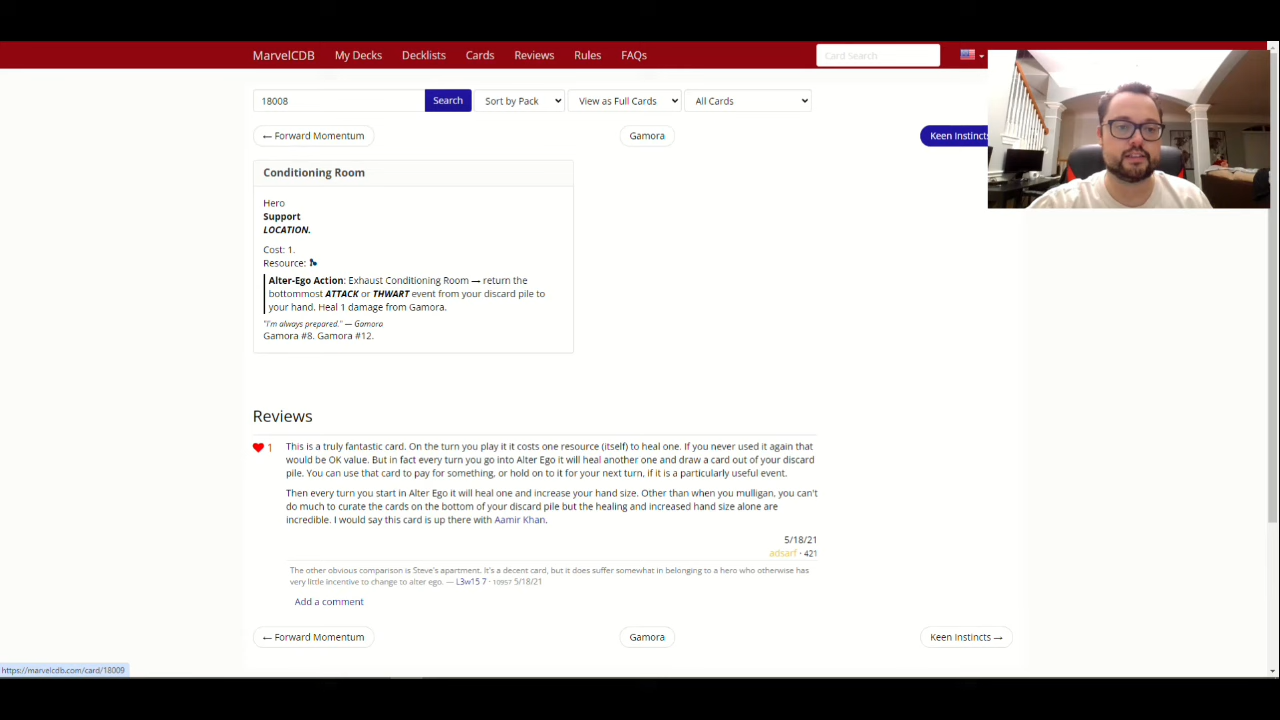 MarvelCDB My Decks Decklists Cards Reviews Rules FAQs Card Search
18008 Search Sort by Pack View as Full Cards All Cards
← Forward Momentum Gamora Keen Instincts
Conditioning Room
Hero
Support
LOCATION.
Cost: 1.
Resource:
Alter-Ego Action: Exhaust Conditioning Room → return the
bottommost ATTACK or THWART event from your discard pile to
your hand. Heal 1 damage from Gamora.
"I'm always prepared." — Gamora
Gamora #8. Gamora #12.
Reviews
1 This is a truly fantastic card. On the turn you play it it costs one resource (itself) to heal one. If you never used it again that
would be OK value. But in fact every turn you go into Alter Ego it will heal another one and draw a card out of your discard
pile. You can use that card to pay for something, or hold on to it for your next turn, if it is a particularly useful event.
Then every turn you start in Alter Ego it will heal one and increase your hand size. Other than when you mulligan, you can't
do much to curate the cards on the bottom of your discard pile but the healing and increased hand size alone are
incredible. I would say this card is up there with Aamir Khan.
5/18/21
adsarf · 421
The other obvious comparison is Steve's apartment. It's a decent card, but it does suffer somewhat in belonging to a hero who otherwise has
very little incentive to change to alter ego. — L3w15 7 · 10957 5/18/21
Add a comment
← Forward Momentum Gamora Keen Instincts →
https://marvelcdb.com/card/18009